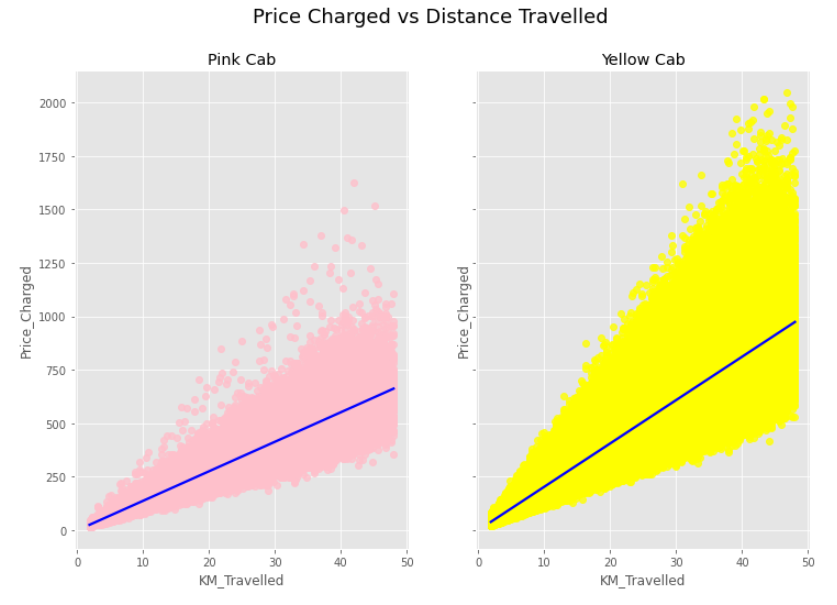 Price Charged vs Distance Travelled
Pink Cab
Yellow Cab
Price_Charged
2000
1750
1500
1250
1000
750
500
250
0
0 10 20 30 40 50
KM_Travelled
Price_Charged
0 10 20 30 40 50
KM_Travelled